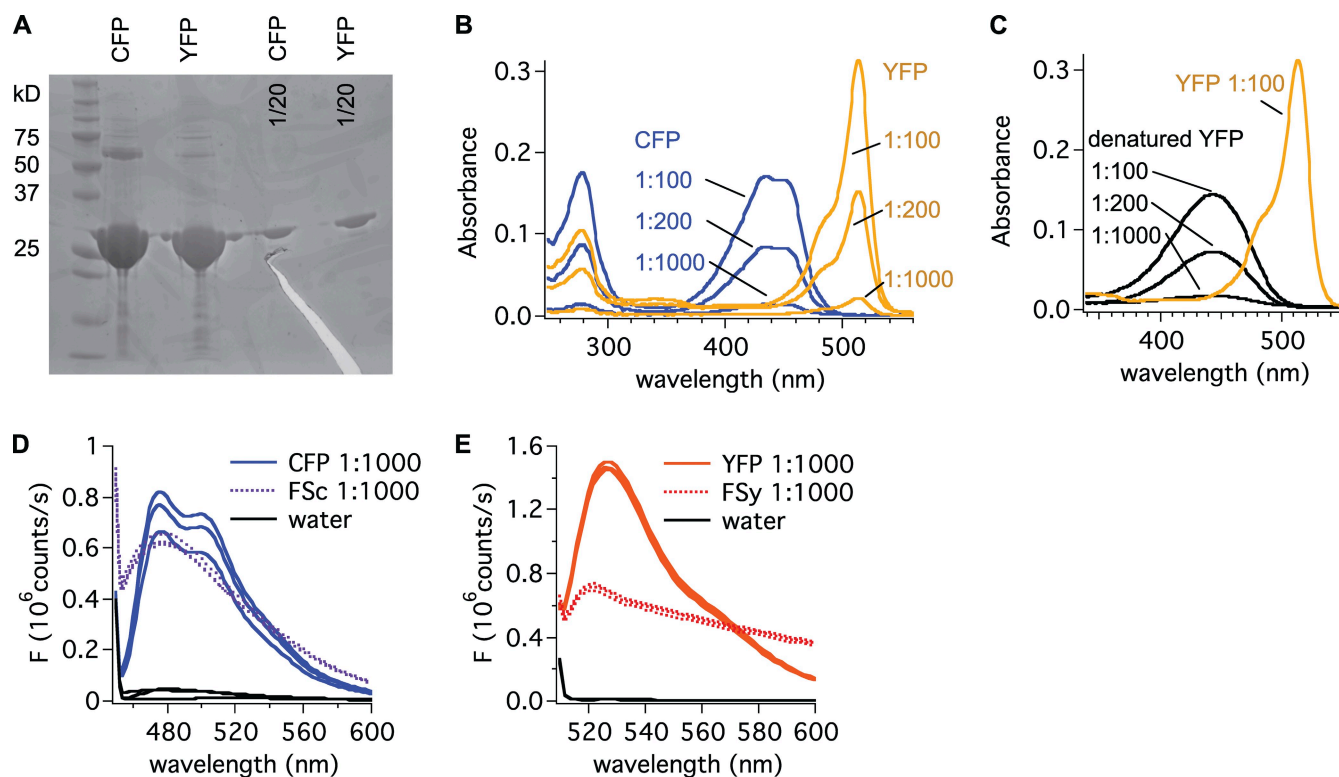 A
CFP
YFP
CFP
YFP
1/20
1/20
kD
75
50
37
25
B
Absorbance
0.3
0.2
0.1
0.0
300
400
500
wavelength (nm)
CFP
1:100
1:200
1:1000
YFP
1:100
1:200
1:1000
C
Absorbance
0.3
0.2
0.1
0.0
400
500
wavelength (nm)
YFP 1:100
denatured YFP
1:100
1:200
1:1000
D
F (10⁶counts/s)
1
0.8
0.6
0.4
0.2
0
480
520
560
600
wavelength (nm)
CFP 1:1000
FSc 1:1000
water
E
F (10⁶counts/s)
1.6
1.2
0.8
0.4
0.0
520
540
560
580
600
wavelength (nm)
YFP 1:1000
FSy 1:1000
water